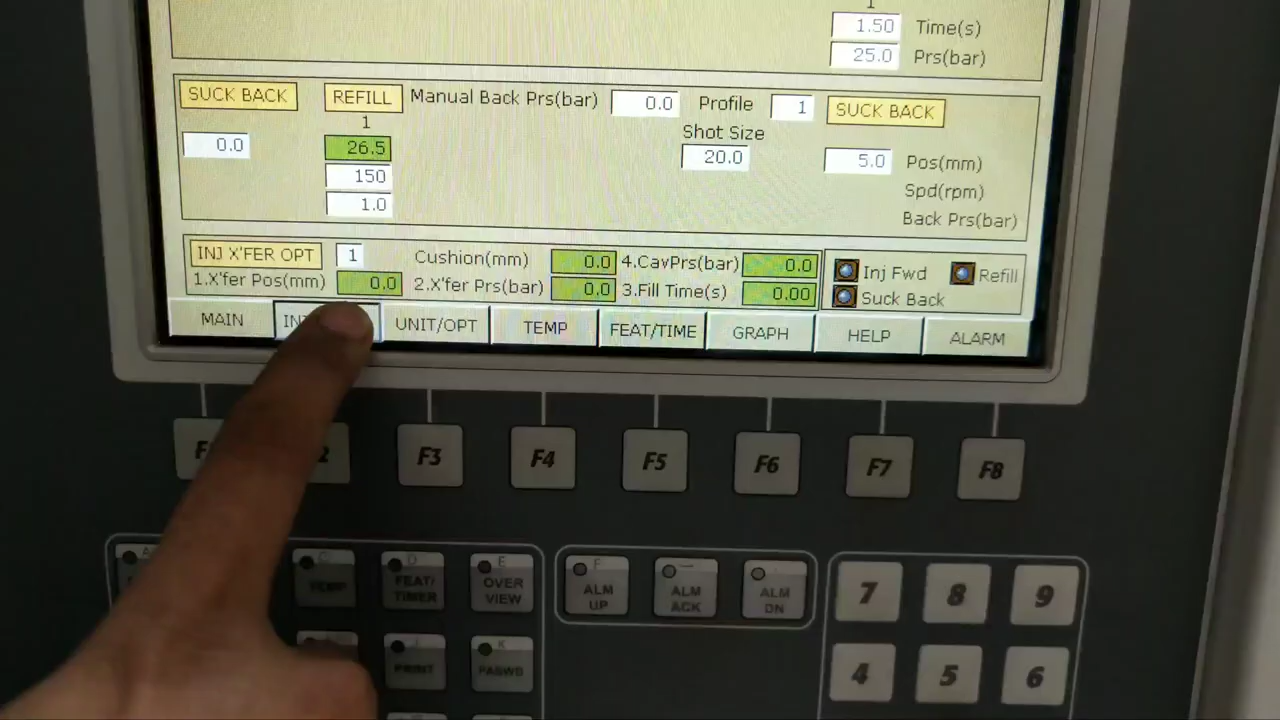 1
1.50 Time(s)
25.0 Prs(bar)
SUCK BACK REFILL Manual Back Prs(bar) 0.0 Profile 1 SUCK BACK
1
Shot Size
0.0 26.5 20.0 5.0 Pos(mm)
150 Spd(rpm)
1.0 Back Prs(bar)
INJ X'FER OPT 1 Cushion(mm) 0.0 4.CavPrs(bar) 0.0 Inj Fwd Refill
1.X'fer Pos(mm) 0.0 2.X'fer Prs(bar) 0.0 3.Fill Time(s) 0.00 Suck Back
MAIN UNIT/OPT TEMP FEAT/TIME GRAPH HELP ALARM
F3 F4 F5 F6 F7 F8
A C D E F
TEMP FEAT/ TIMER OVER VIEW ALM UP ALM ACK ALM DN 7 8 9
K
PRINT PASWD 4 5 6